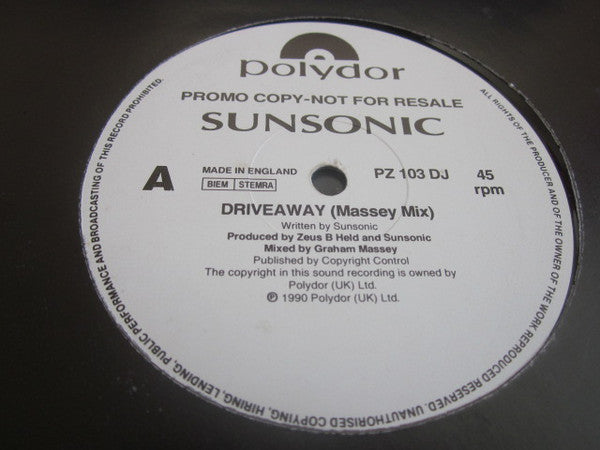 polydor
PROMO COPY-NOT FOR RESALE
SUNSONIC
A
MADE IN ENGLAND
BIEM STEMRA
PZ 103 DJ
45
rpm
DRIVEAWAY (Massey Mix)
Written by Sunsonic
Produced by Zeus B Held and Sunsonic
Mixed by Graham Massey
Published by Copyright Control
The copyright in this sound recording is owned by
Polydor (UK) Ltd.
℗ 1990 Polydor (UK) Ltd.
ALL RIGHTS OF THE PRODUCER AND OF THE OWNER OF THE WORK REPRODUCED RESERVED. UNAUTHORISED COPYING, HIRING, LENDING, PUBLIC PERFORMANCE AND BROADCASTING OF THIS RECORD PROHIBITED.